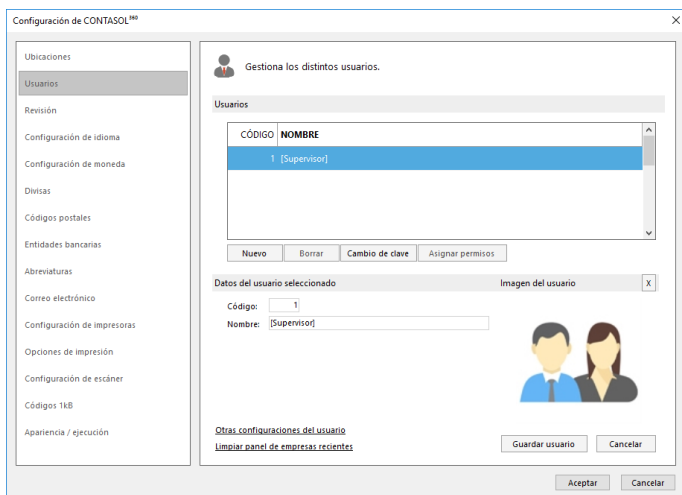 Configuración de CONTASOL³⁶⁰
Ubicaciones
Usuarios
Revisión
Configuración de idioma
Configuración de moneda
Divisas
Códigos postales
Entidades bancarias
Abreviaturas
Correo electrónico
Configuración de impresoras
Opciones de impresión
Configuración de escáner
Códigos 1kB
Apariencia / ejecución
Gestiona los distintos usuarios.
Usuarios
CÓDIGO NOMBRE
1 [Supervisor]
Nuevo Borrar Cambio de clave Asignar permisos
Datos del usuario seleccionado Imagen del usuario X
Código: 1
Nombre: [Supervisor]
Otras configuraciones del usuario
Limpiar panel de empresas recientes
Guardar usuario Cancelar
Aceptar Cancelar